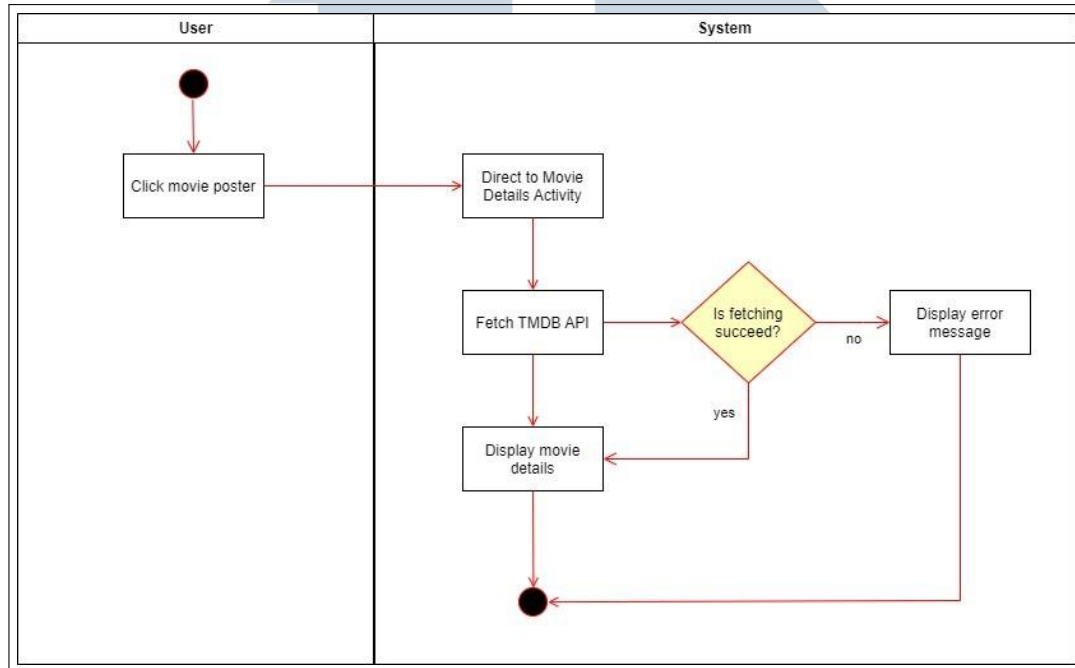 User
System
Click movie poster
Direct to Movie
Details Activity
Fetch TMDB API
Is fetching
succeed?
no
Display error
message
yes
Display movie
details